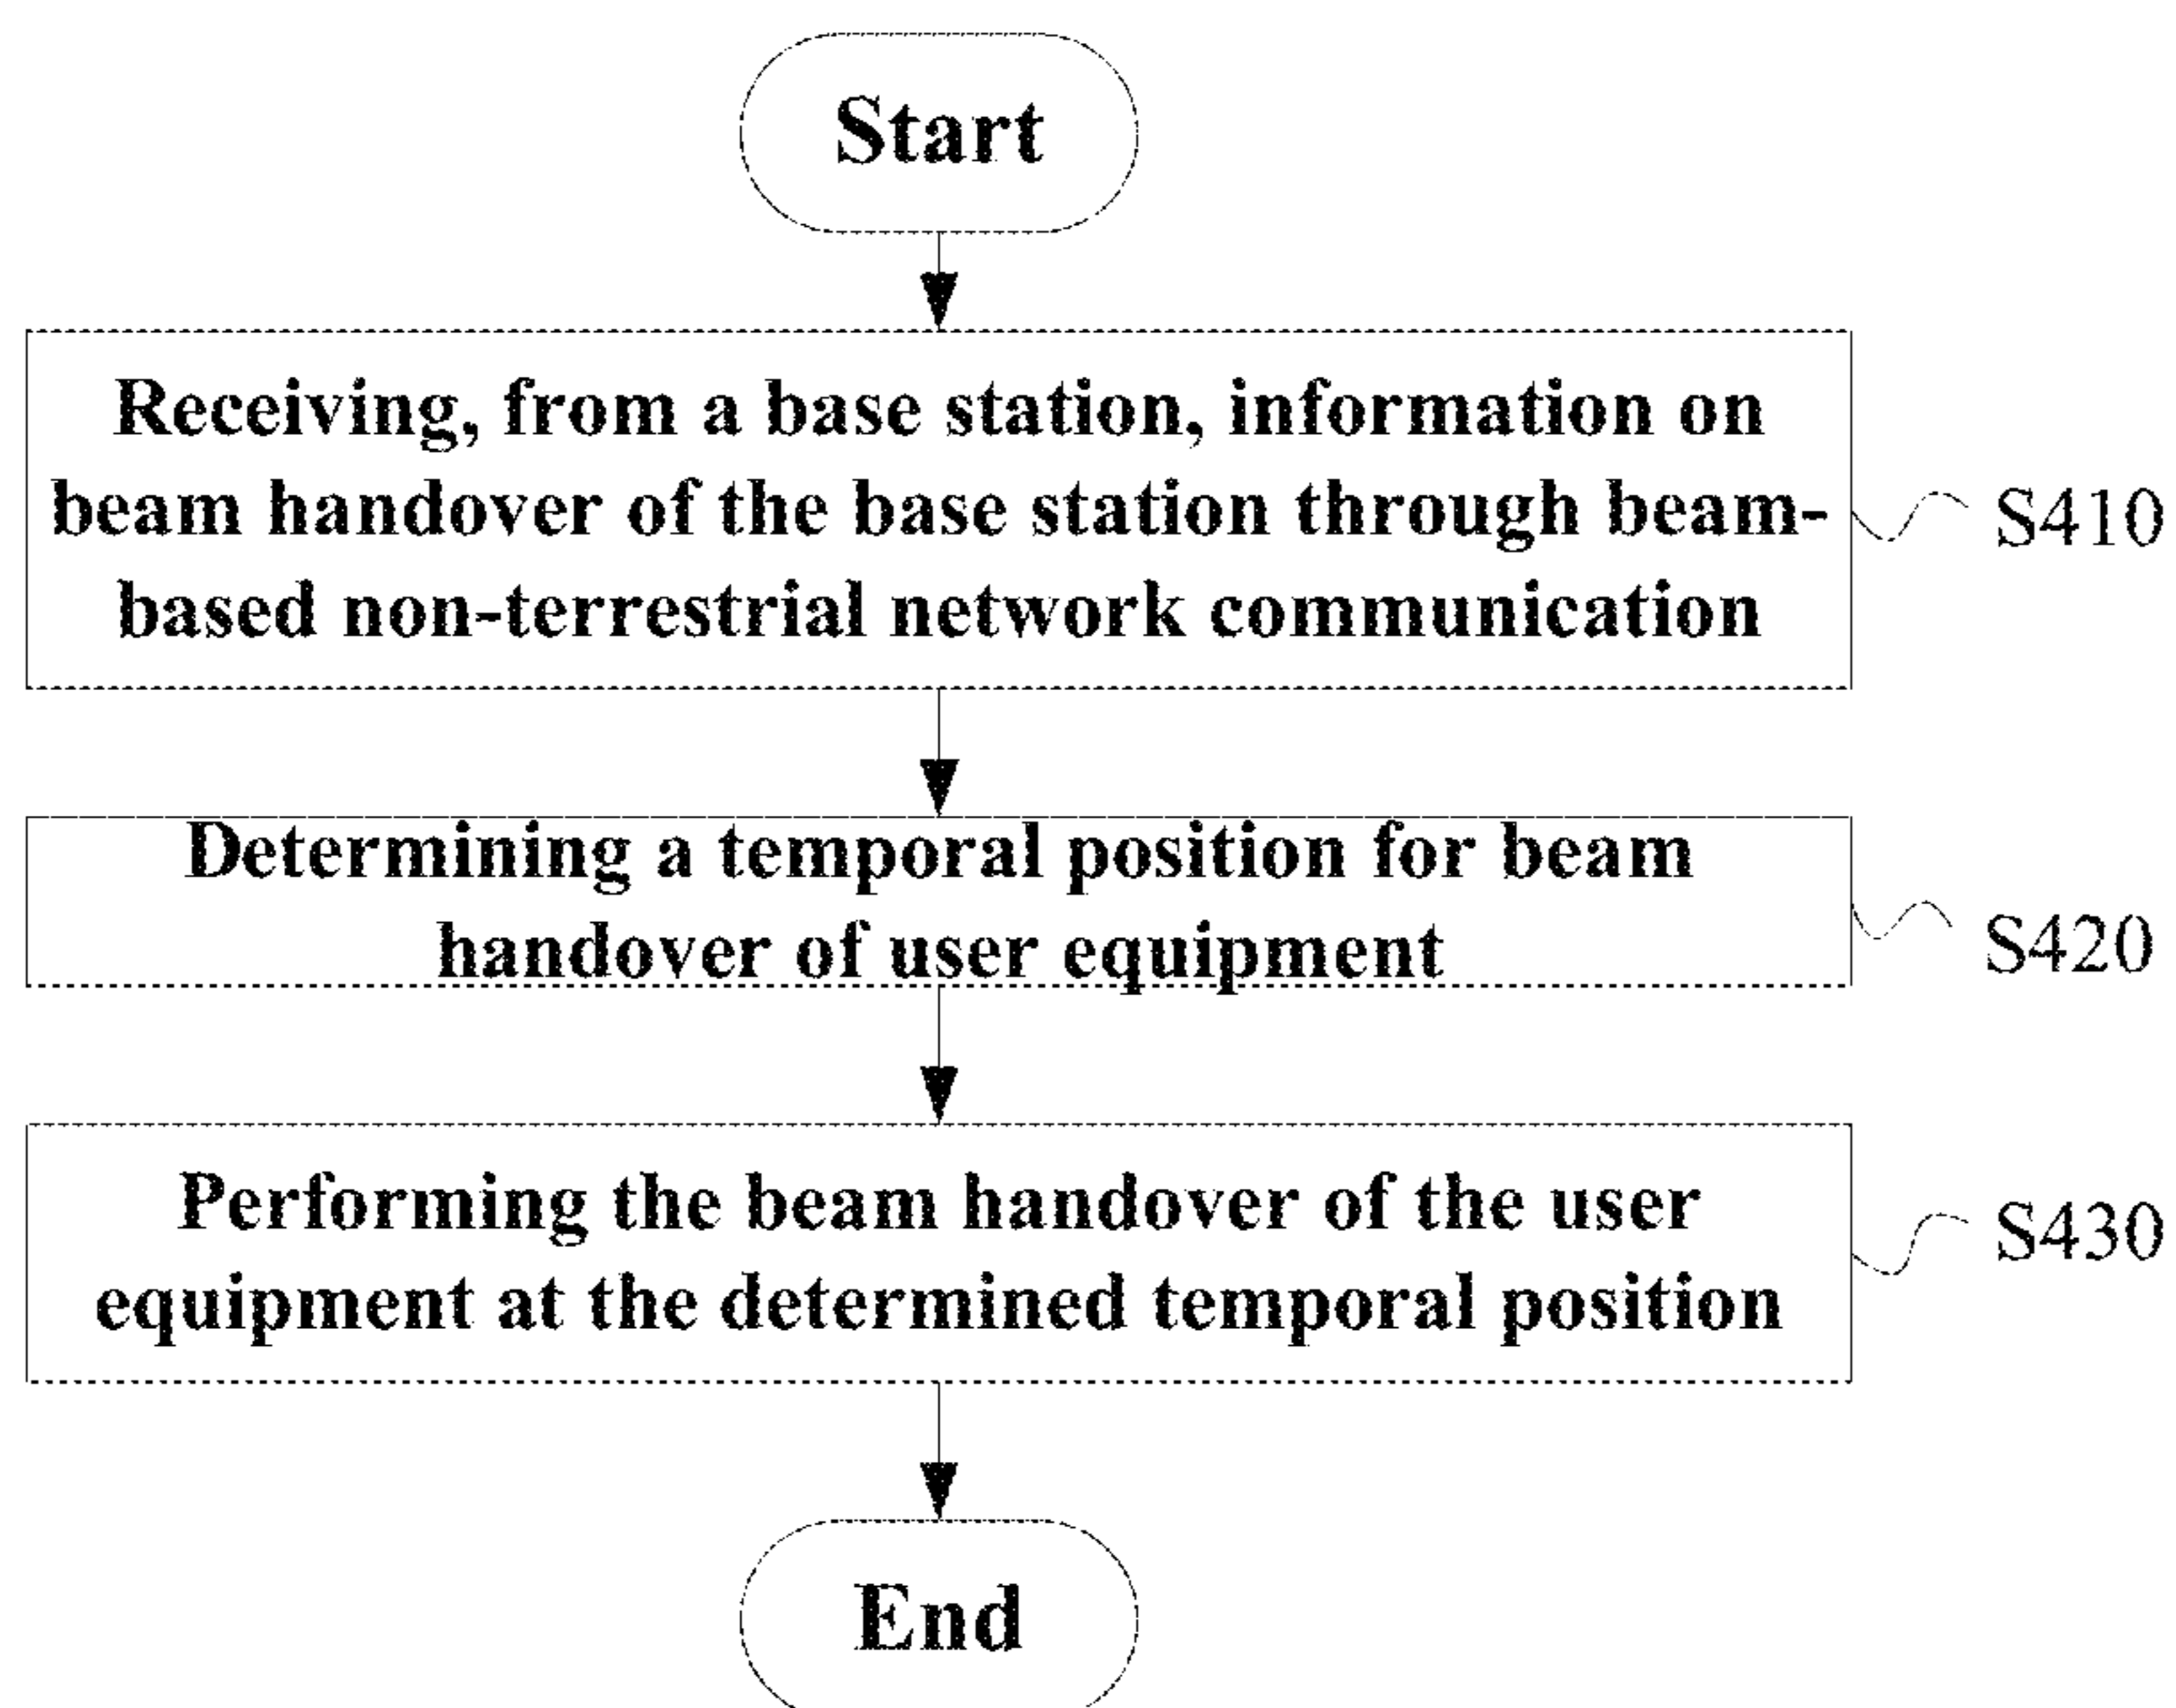 Start
Receiving, from a base station, information on
beam handover of the base station through beam-
based non-terrestrial network communication
S410
Determining a temporal position for beam
handover of user equipment
S420
Performing the beam handover of the user
equipment at the determined temporal position
S430
End